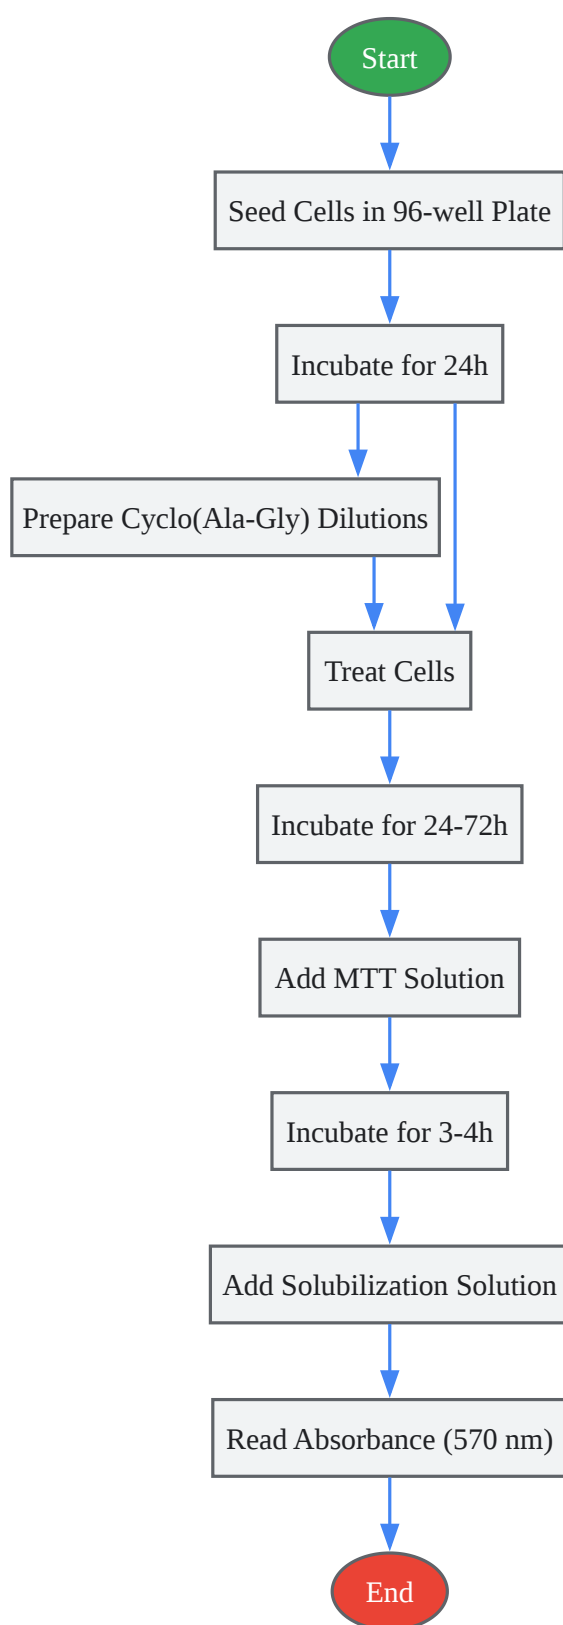 Start
Seed Cells in 96-well Plate
Incubate for 24h
Prepare Cyclo(Ala-Gly) Dilutions
Treat Cells
Incubate for 24-72h
Add MTT Solution
Incubate for 3-4h
Add Solubilization Solution
Read Absorbance (570 nm)
End